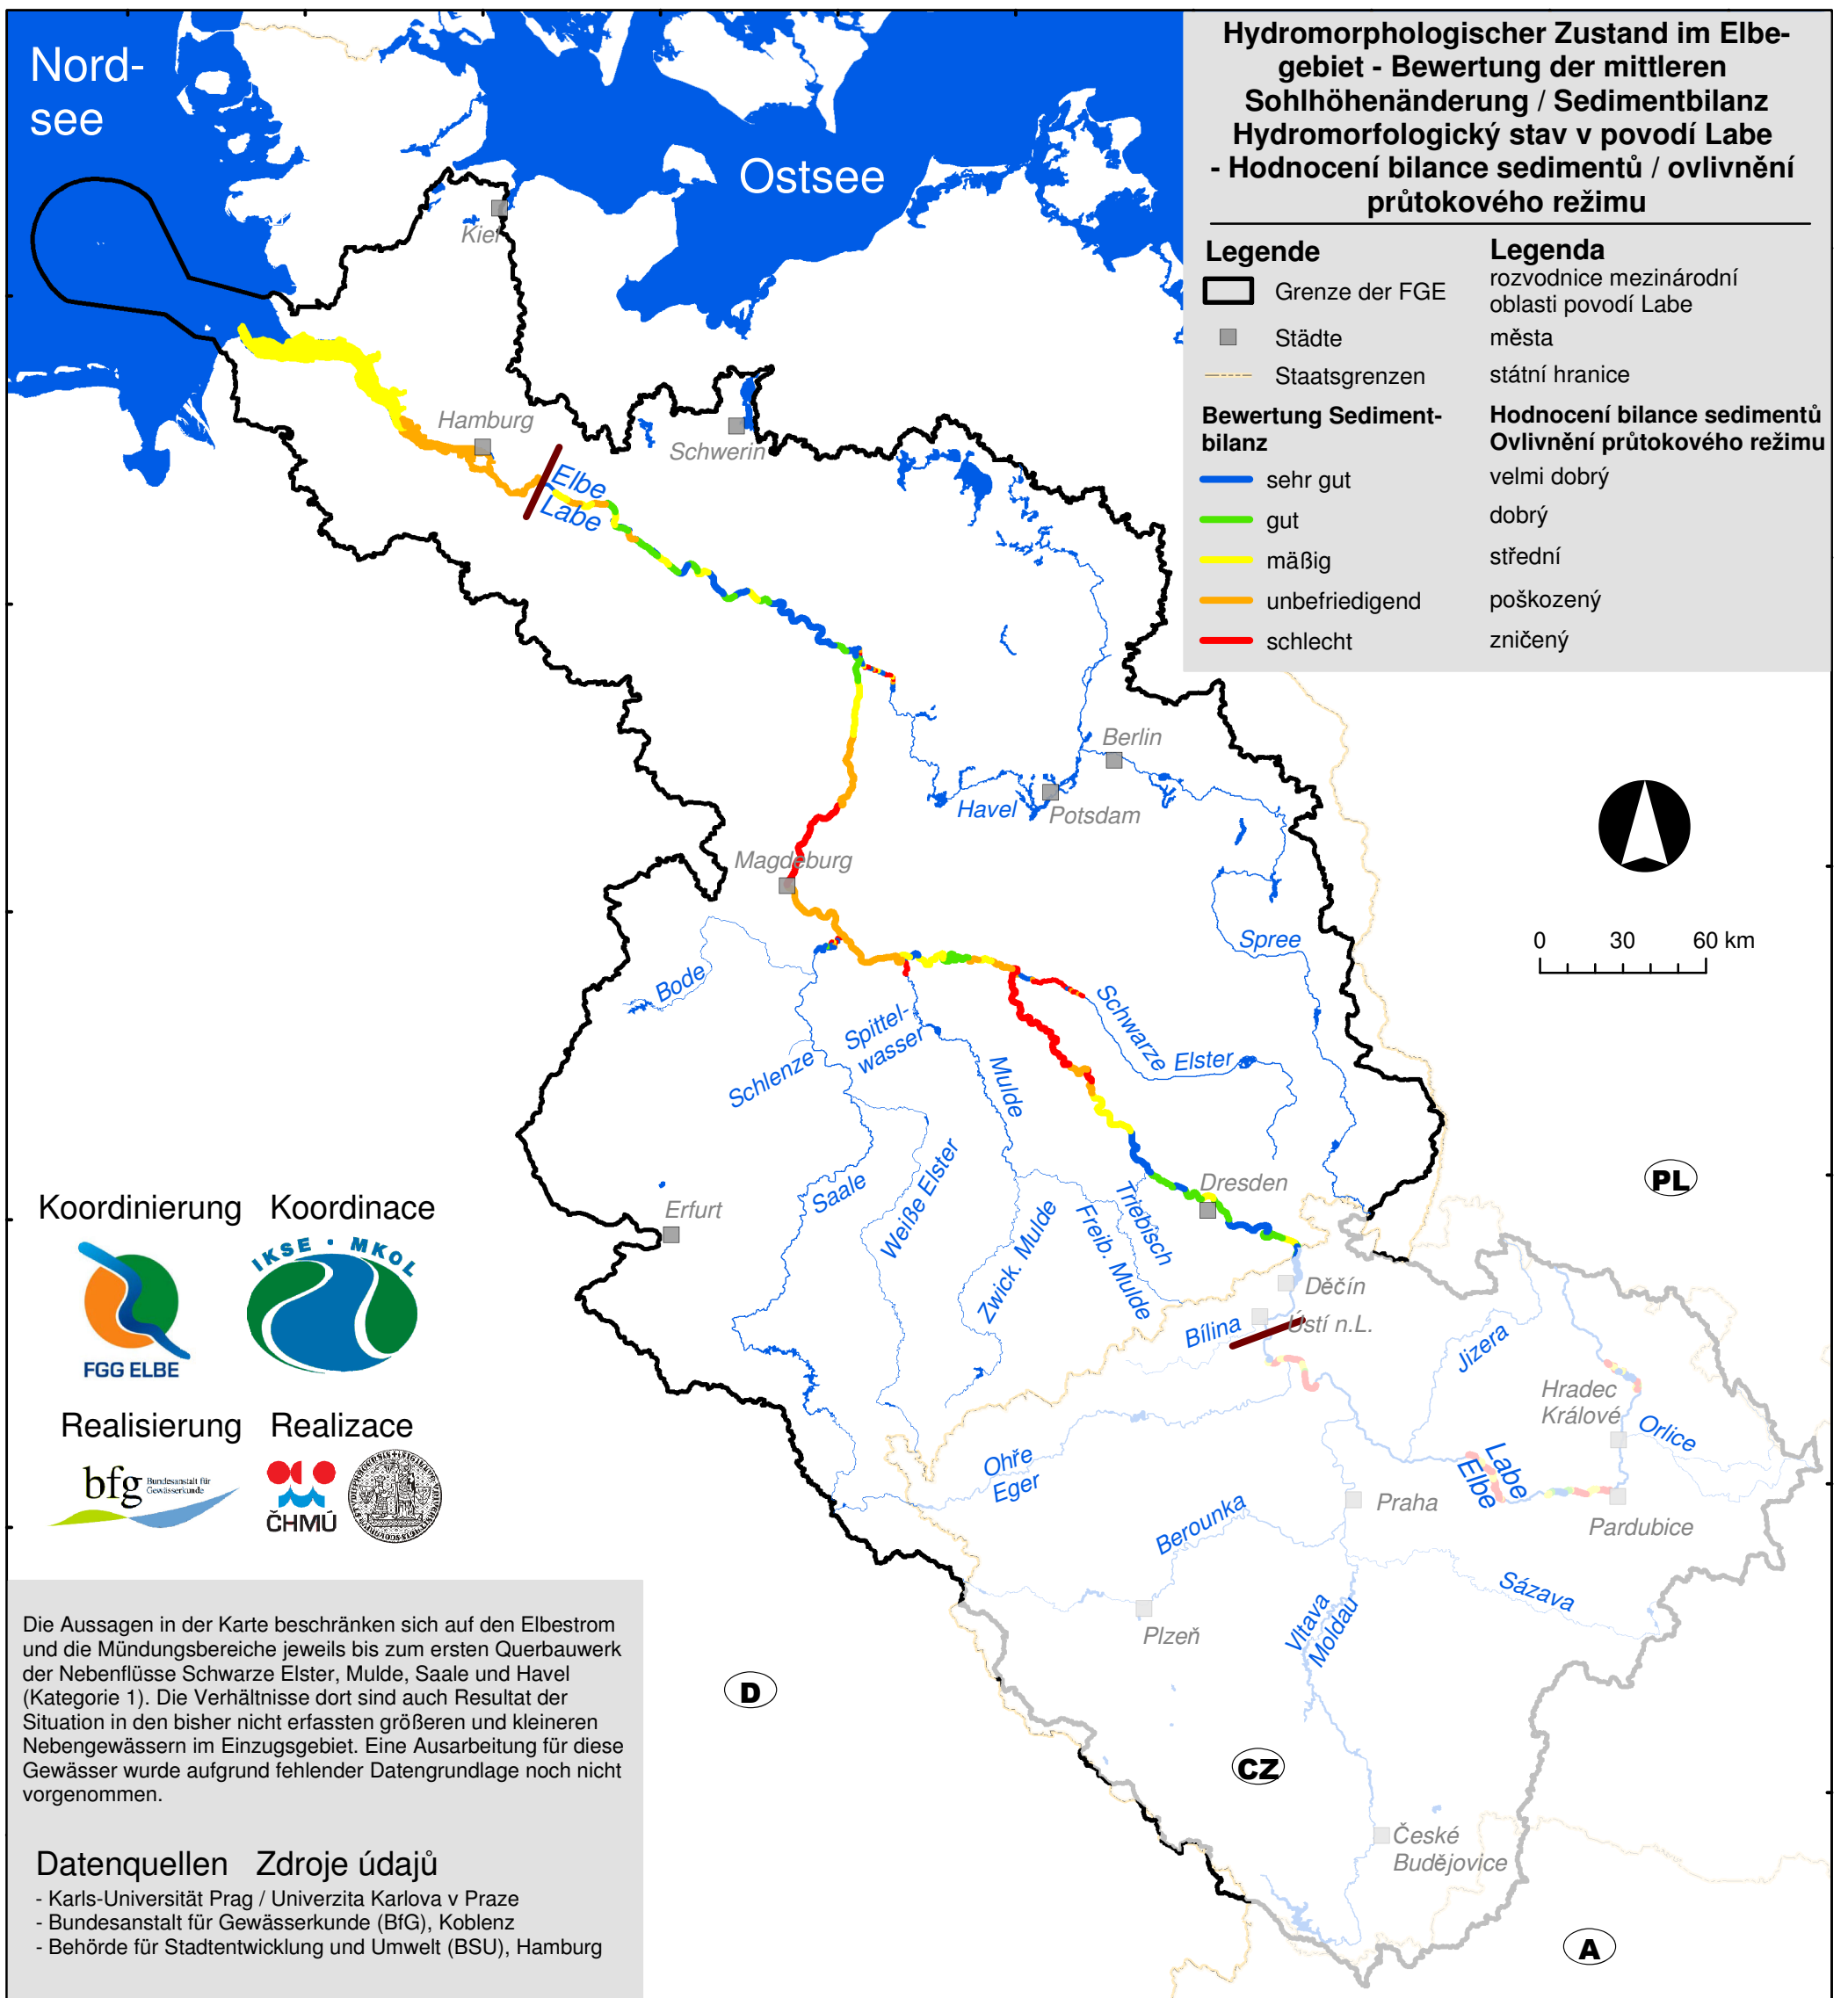 Nord-
see
Ostsee
Hydromorphologischer Zustand im Elbe-
gebiet - Bewertung der mittleren
Sohlhöhenänderung / Sedimentbilanz
Hydromorfologický stav v povodí Labe
- Hodnocení bilance sedimentů / ovlivnění
průtokového režimu
Legende
Legenda
Grenze der FGE
rozvodnice mezinárodní
oblasti povodí Labe
Städte
města
Staatsgrenzen
státní hranice
Bewertung Sediment-
bilanz
Hodnocení bilance sedimentů
Ovlivnění průtokového režimu
sehr gut
velmi dobrý
gut
dobrý
mäßig
střední
unbefriedigend
poškozený
schlecht
zničený
Kiel
Hamburg
Schwerin
Elbe
Labe
Berlin
Havel
Potsdam
Magdeburg
0 30 60 km
Spree
Bode
Spittel-
wasser
Schlenze
Mulde
Schwarze
Elster
Saale
Weiße Elster
Zwick. Mulde
Freib. Mulde
Triebisch
Dresden
Erfurt
PL
Děčín
Ústí n.L.
Bílina
Jizera
Hradec
Králové
Orlice
Ohře
Eger
Labe
Elbe
Praha
Pardubice
Berounka
Sázava
Plzeň
Vltava
Moldau
D
CZ
České
Budějovice
A
Koordinierung Koordinace
FGG ELBE
IKSE • MKOL
Realisierung Realizace
bfg
Bundesanstalt für
Gewässerkunde
ČHMÚ
Die Aussagen in der Karte beschränken sich auf den Elbestrom
und die Mündungsbereiche jeweils bis zum ersten Querbauwerk
der Nebenflüsse Schwarze Elster, Mulde, Saale und Havel
(Kategorie 1). Die Verhältnisse dort sind auch Resultat der
Situation in den bisher nicht erfassten größeren und kleineren
Nebengewässern im Einzugsgebiet. Eine Ausarbeitung für diese
Gewässer wurde aufgrund fehlender Datengrundlage noch nicht
vorgenommen.
Datenquellen Zdroje údajů
- Karls-Universität Prag / Univerzita Karlova v Praze
- Bundesanstalt für Gewässerkunde (BfG), Koblenz
- Behörde für Stadtentwicklung und Umwelt (BSU), Hamburg